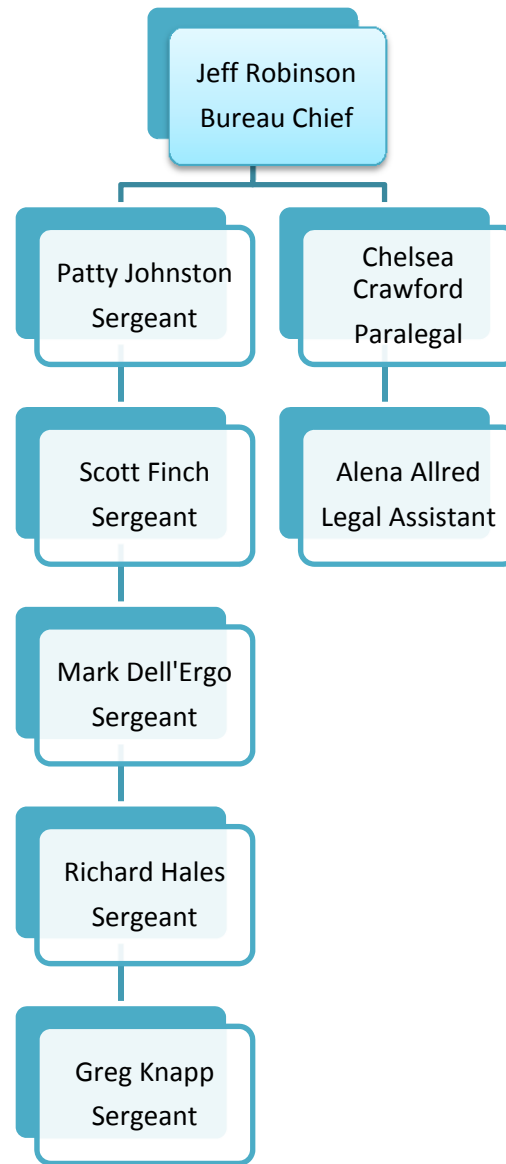 Jeff Robinson
Bureau Chief
Patty Johnston
Sergeant
Chelsea
Crawford
Paralegal
Scott Finch
Sergeant
Alena Allred
Legal Assistant
Mark Dell'Ergo
Sergeant
Richard Hales
Sergeant
Greg Knapp
Sergeant